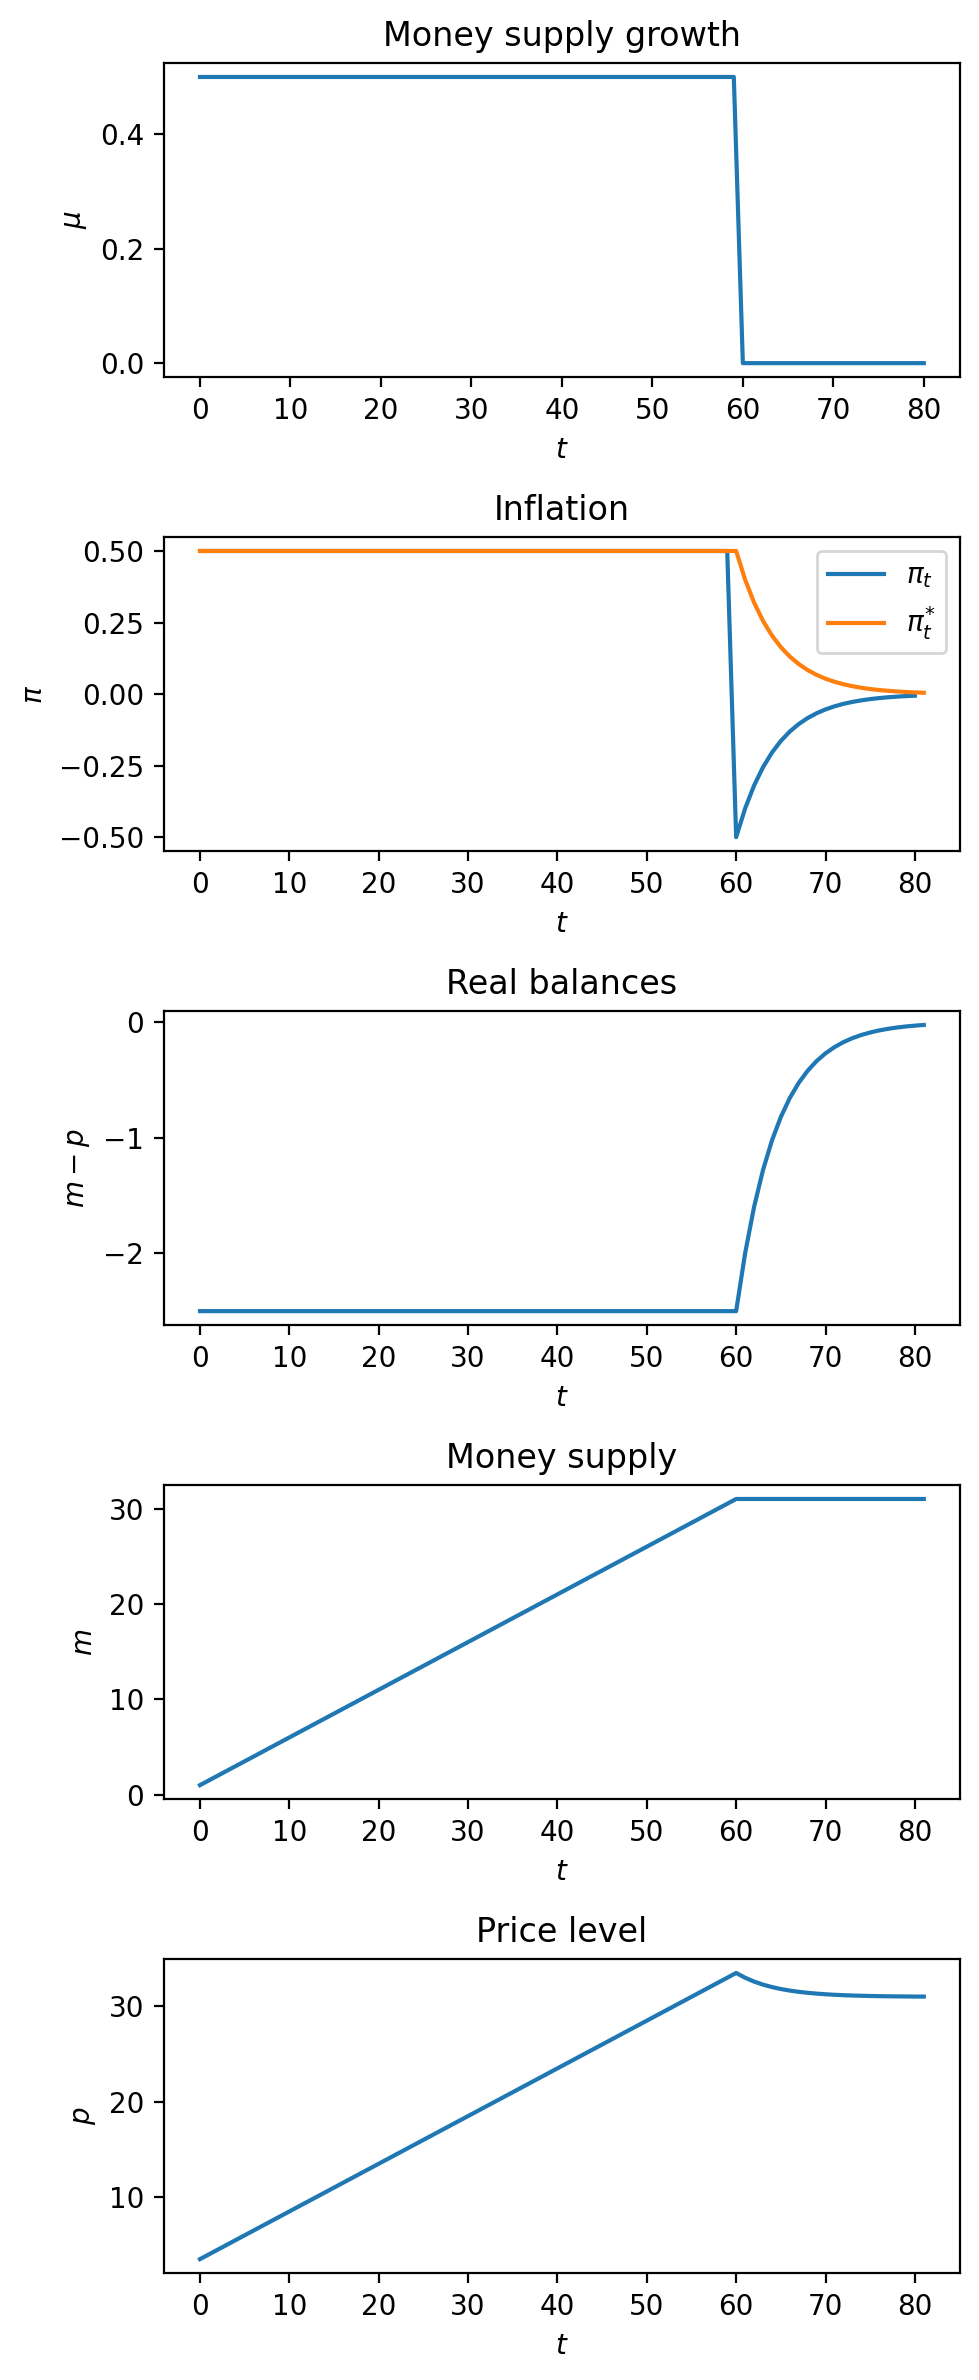 Money supply growth
μ
0.4
0.2
0.0
0 10 20 30 40 50 60 70 80
t
Inflation
π
0.50
0.25
0.00
−0.25
−0.50
π_t
π_t^*
0 10 20 30 40 50 60 70 80
t
Real balances
m − p
0
−1
−2
0 10 20 30 40 50 60 70 80
t
Money supply
m
30
20
10
0
0 10 20 30 40 50 60 70 80
t
Price level
p
30
20
10
0 10 20 30 40 50 60 70 80
t